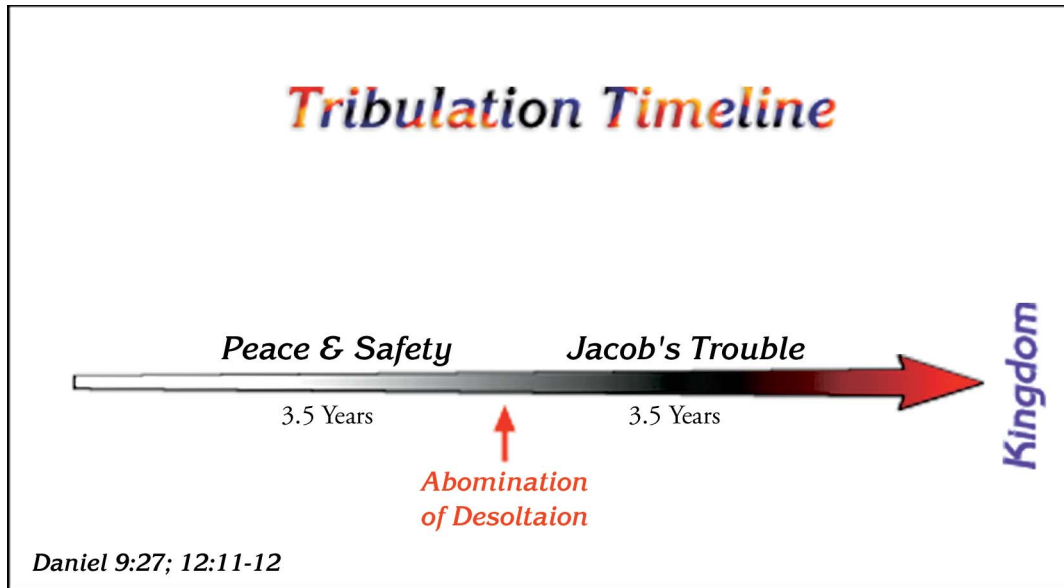 Tribulation Timeline
Peace & Safety
Jacob's Trouble
3.5 Years
3.5 Years
Kingdom
Abomination
of Desoltaion
Daniel 9:27; 12:11-12